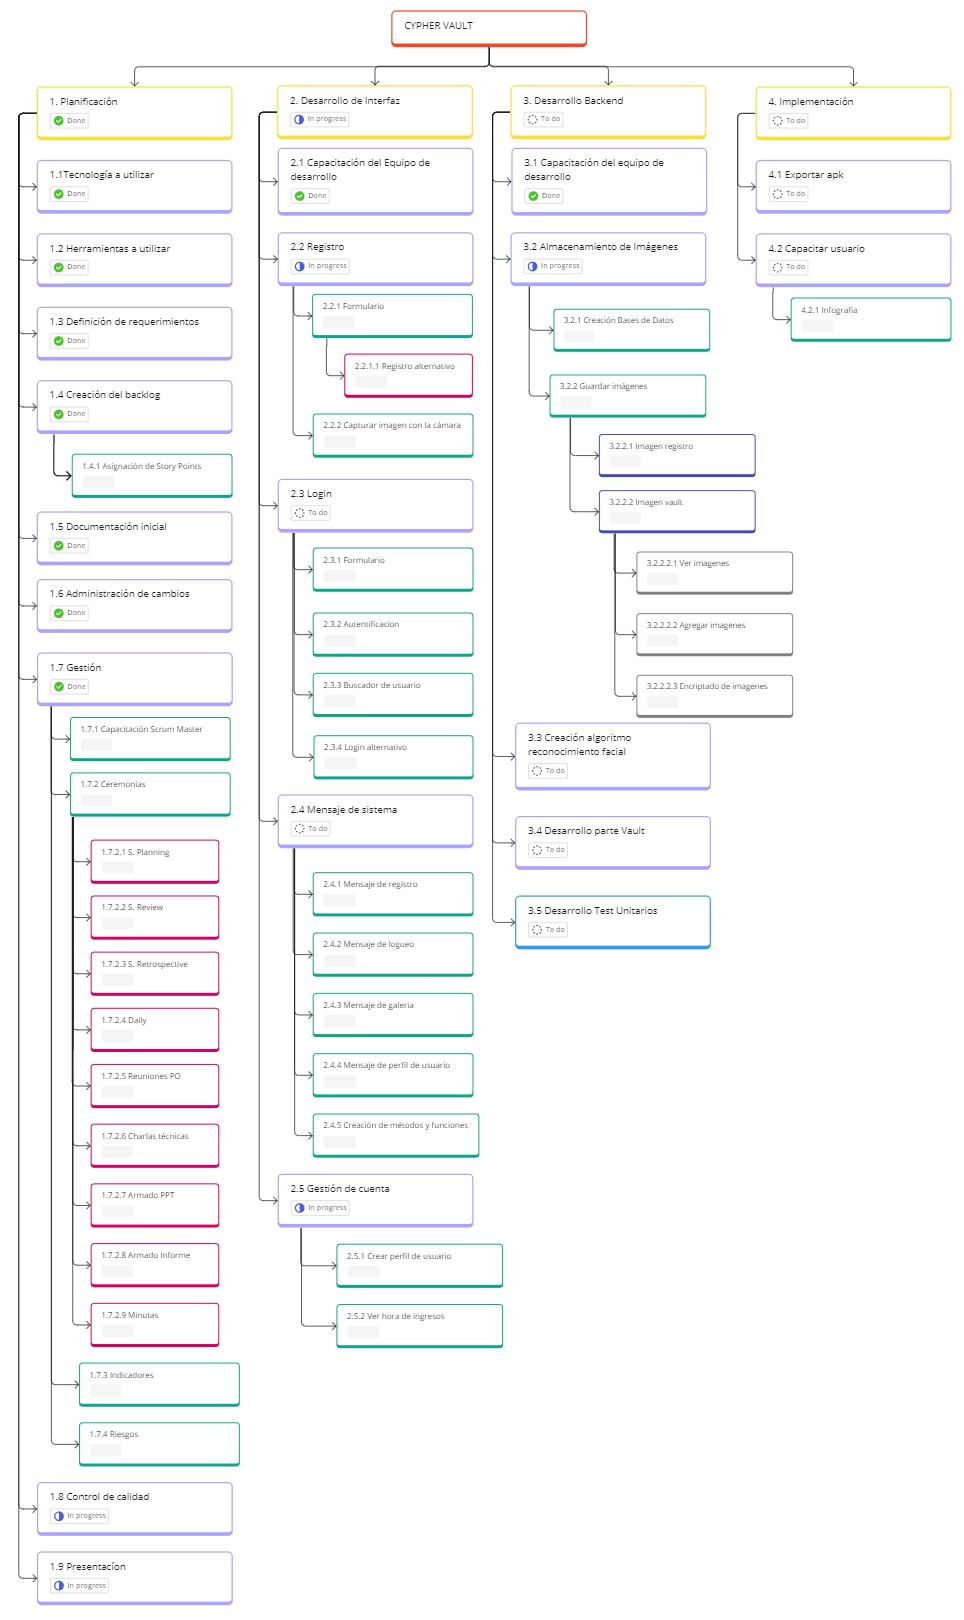 CYPHER VAULT
1. Planificación
Done
1.1Tecnología a utilizar
Done
1.2 Herramientas a utilizar
Done
1.3 Definición de requerimientos
Done
1.4 Creación del backlog
Done
1.4.1 Asignación de Story Points
1.5 Documentación inicial
Done
1.6 Administración de cambios
Done
1.7 Gestión
Done
1.7.1 Capacitación Scrum Master
1.7.2 Ceremonias
1.7.2.1 S. Planning
1.7.2.2 S. Review
1.7.2.3 S. Retrospective
1.7.2.4 Daily
1.7.2.5 Reuniones PO
1.7.2.6 Charlas técnicas
1.7.2.7 Armado PPT
1.7.2.8 Armado Informe
1.7.2.9 Minutas
1.7.3 Indicadores
1.7.4 Riesgos
1.8 Control de calidad
In progress
1.9 Presentacíon
In progress
2. Desarrollo de Interfaz
In progress
2.1 Capacitación del Equipo de
desarrollo
Done
2.2 Registro
In progress
2.2.1 Formulario
2.2.1.1 Registro alternativo
2.2.2 Capturar imagen con la cámara
2.3 Login
To do
2.3.1 Formulario
2.3.2 Autentificacion
2.3.3 Buscador de usuario
2.3.4 Login alternativo
2.4 Mensaje de sistema
To do
2.4.1 Mensaje de registro
2.4.2 Mensaje de logueo
2.4.3 Mensaje de galeria
2.4.4 Mensaje de perfil de usuario
2.4.5 Creación de métodos y funciones
2.5 Gestión de cuenta
In progress
2.5.1 Crear perfil de usuario
2.5.2 Ver hora de ingresos
3. Desarrollo Backend
To do
3.1 Capacitación del equipo de
desarrollo
Done
3.2 Almacenamiento de Imágenes
In progress
3.2.1 Creación Bases de Datos
3.2.2 Guardar imágenes
3.2.2.1 Imagen registro
3.2.2.2 Imagen vault
3.2.2.2.1 Ver imagenes
3.2.2.2.2 Agregar imagenes
3.2.2.2.3 Encriptado de imagenes
3.3 Creación algoritmo
reconocimiento facial
To do
3.4 Desarrollo parte Vault
To do
3.5 Desarrollo Test Unitarios
To do
4. Implementación
To do
4.1 Exportar apk
To do
4.2 Capacitar usuario
To do
4.2.1 Infografia